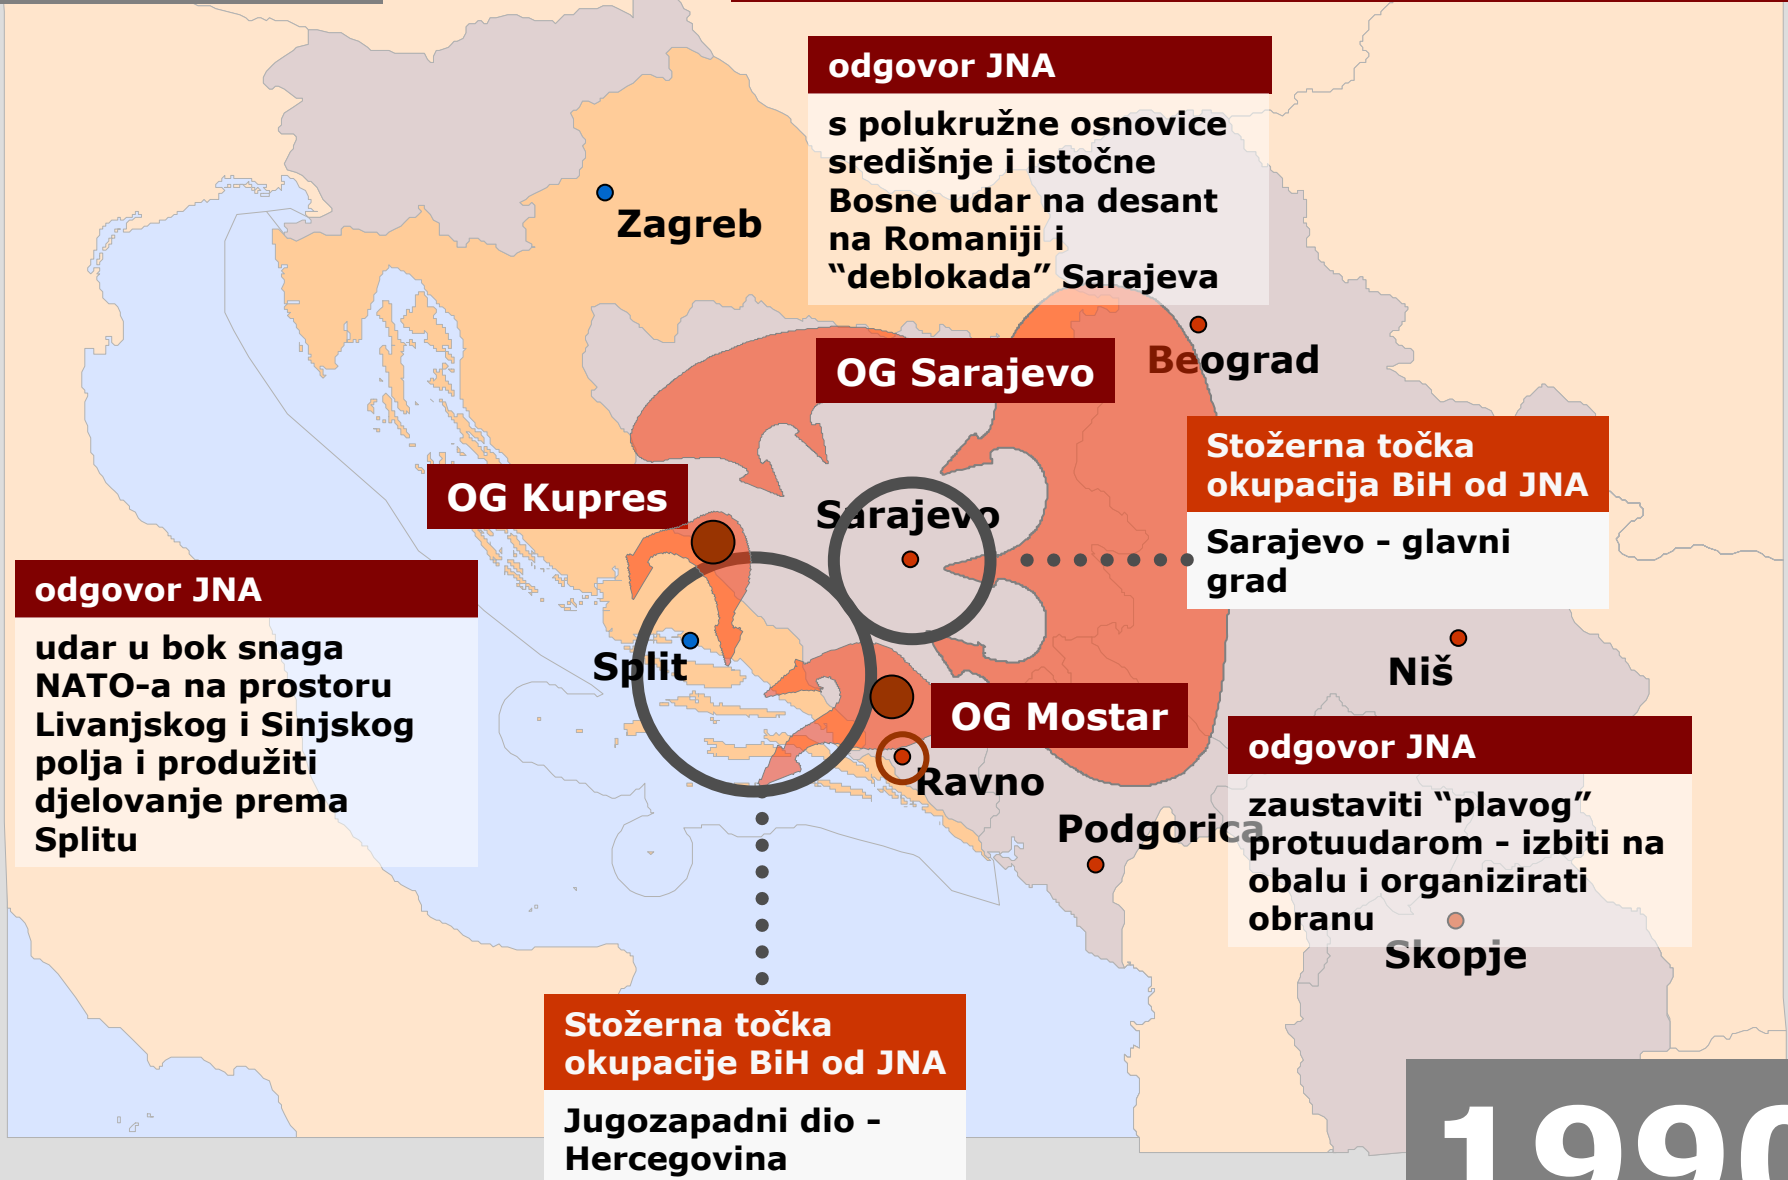 odgovor JNA
s polukružne osnovice
središnje i istočne
Bosne udar na desant
na Romaniji i
“deblokada” Sarajeva
Zagreb
OG Sarajevo
Beograd
Stožerna točka
okupacija BiH od JNA
Sarajevo - glavni
grad
OG Kupres
Sarajevo
odgovor JNA
udar u bok snaga
NATO-a na prostoru
Livanjskog i Sinjskog
polja i produžiti
djelovanje prema
Splitu
Split
Niš
OG Mostar
Ravno
Podgorica
odgovor JNA
zaustaviti “plavog”
protuudarom - izbiti na
obalu i organizirati
obranu
Skopje
Stožerna točka
okupacije BiH od JNA
Jugozapadni dio -
Hercegovina
1990